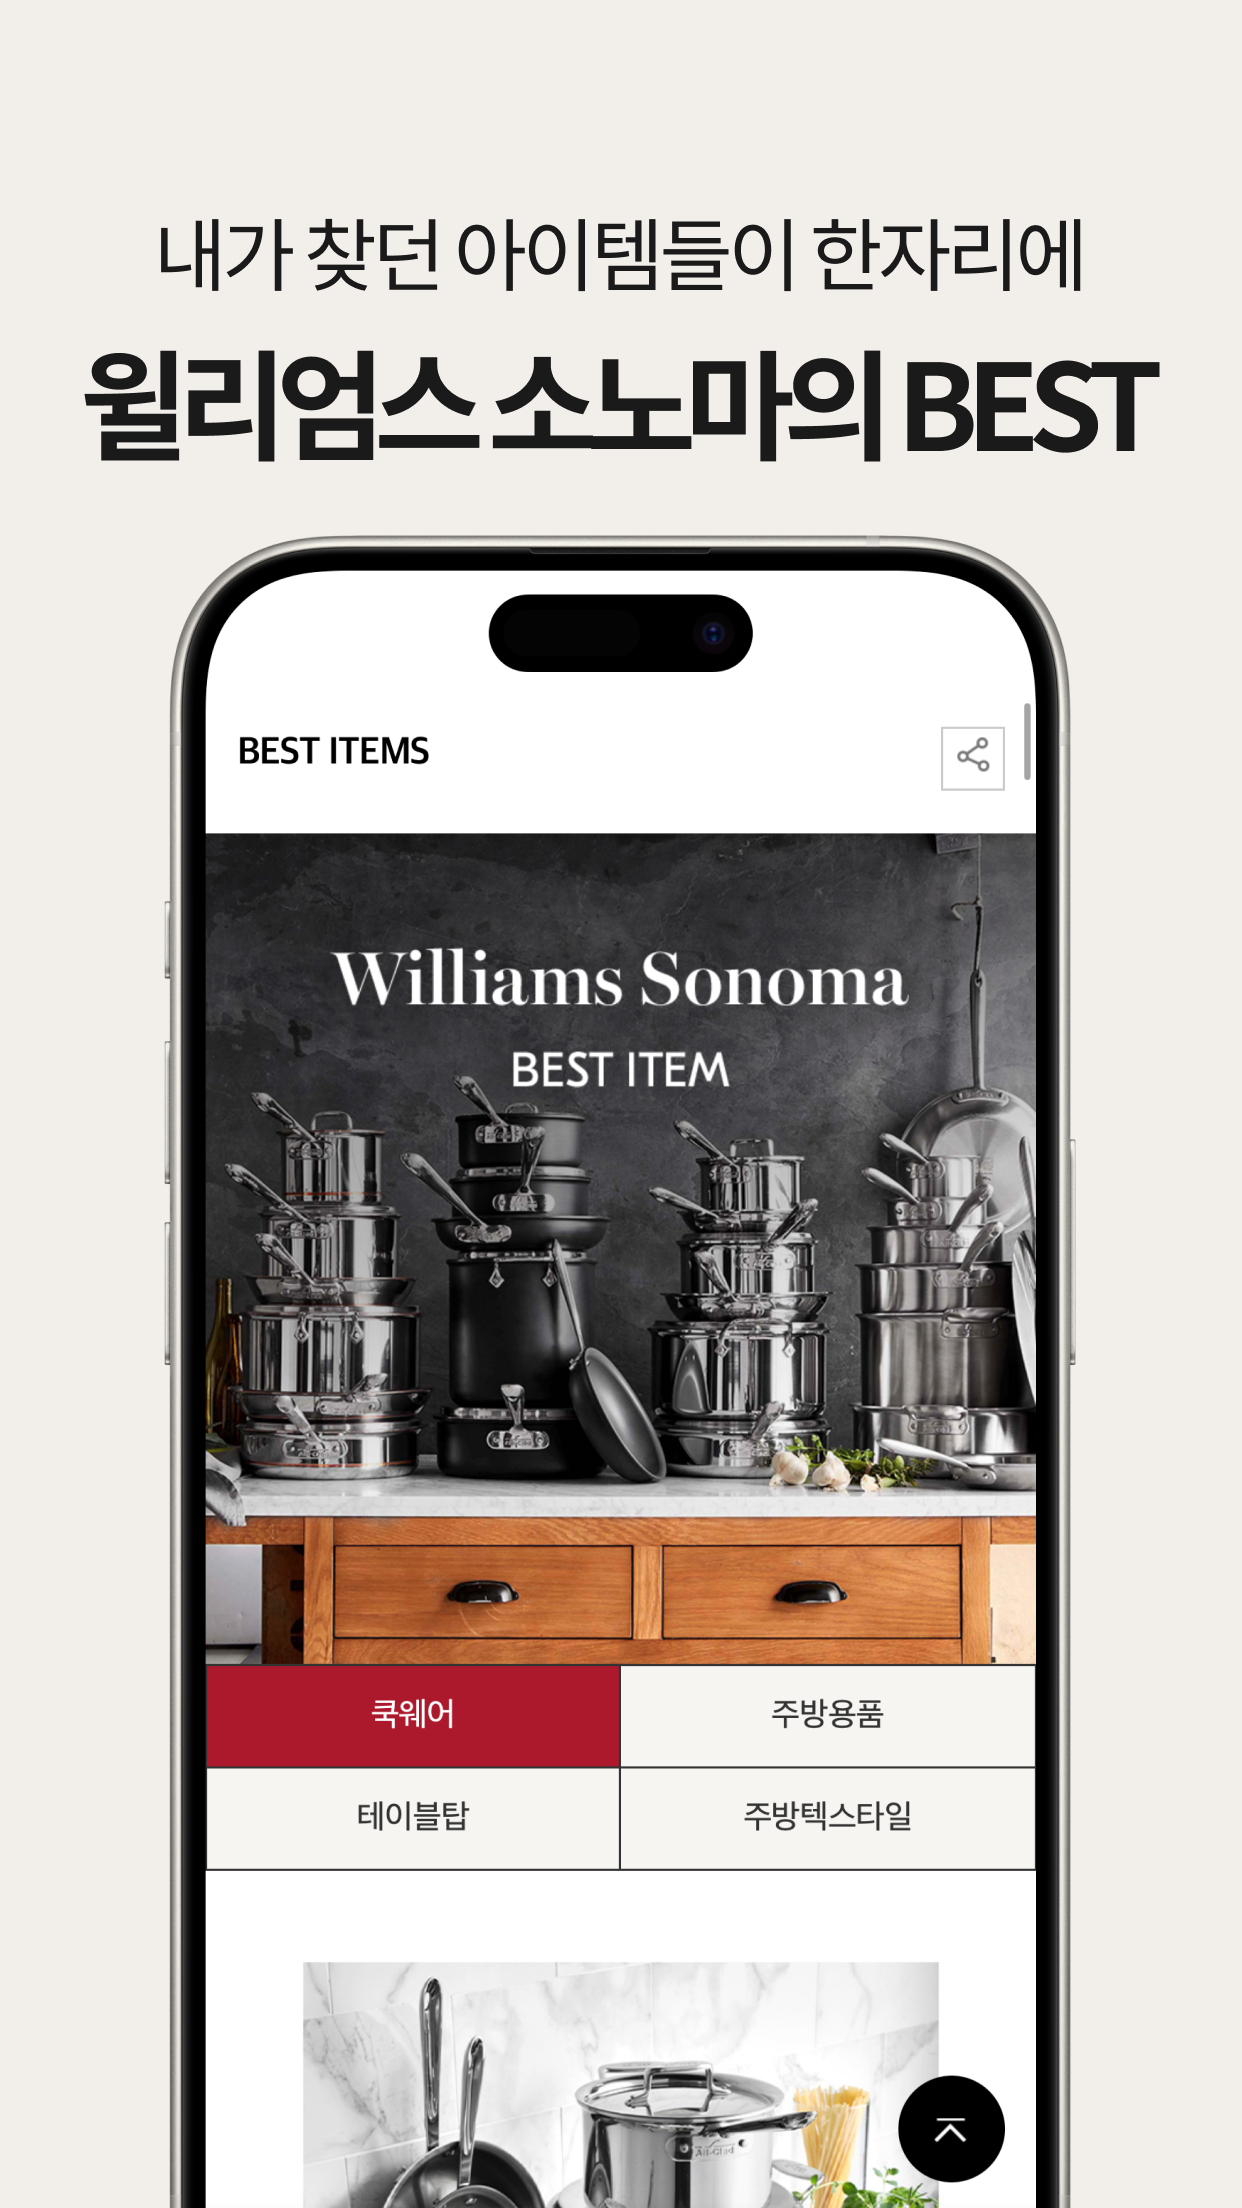 내가 찾던 아이템들이 한자리에
윌리엄스 소노마의 BEST
BEST ITEMS
Williams Sonoma
BEST ITEM
쿡웨어
주방용품
테이블탑
주방텍스타일
All-Clad